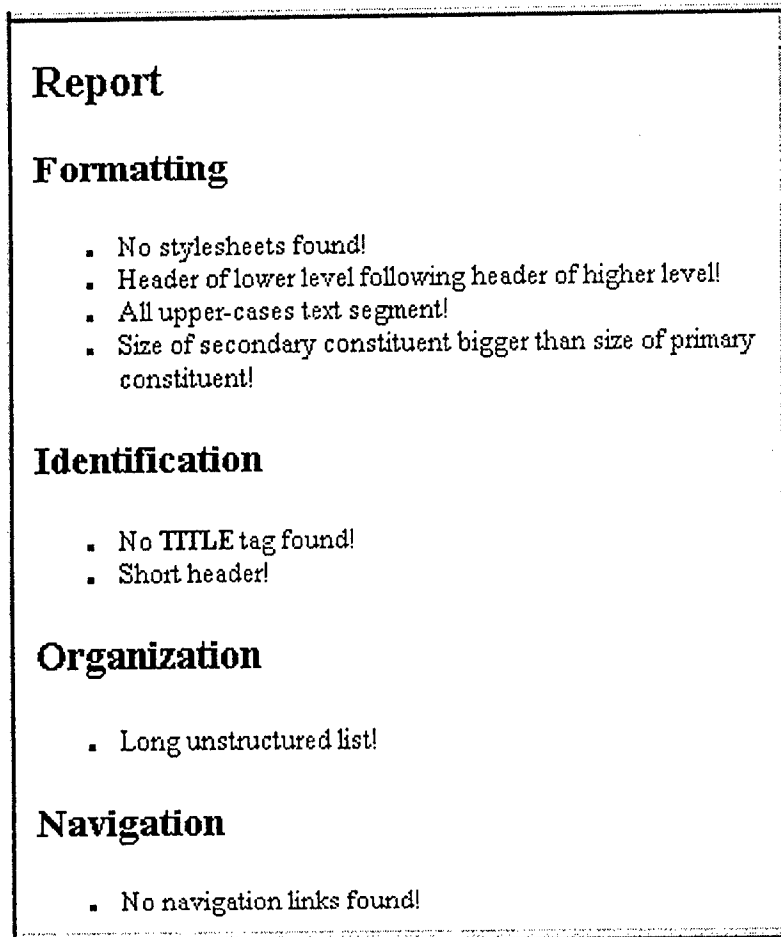 Report
Formatting
▪ No stylesheets found!
▪ Header of lower level following header of higher level!
▪ All upper-cases text segment!
▪ Size of secondary constituent bigger than size of primary
constituent!
Identification
▪ No TITLE tag found!
▪ Short header!
Organization
▪ Long unstructured list!
Navigation
▪ No navigation links found!